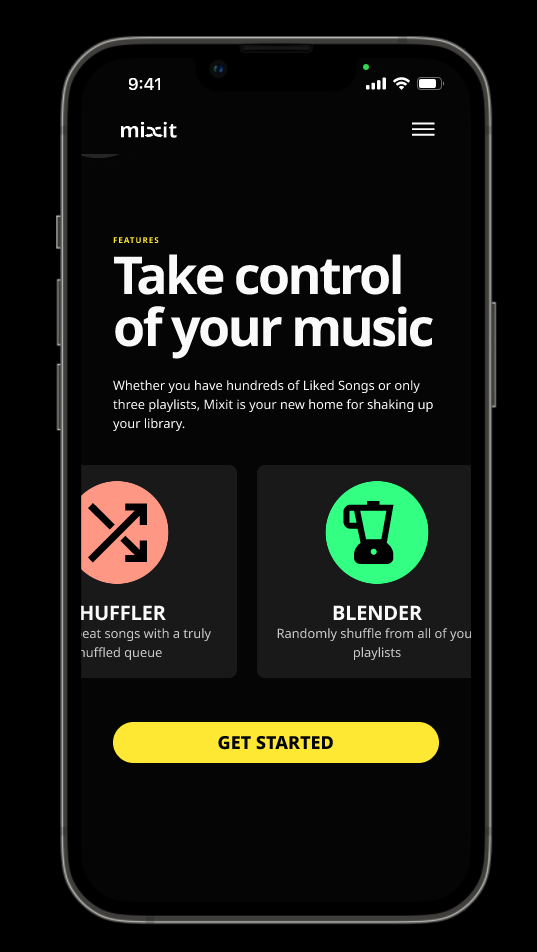 9:41
mixit
FEATURES
Take control
of your music
Whether you have hundreds of Liked Songs or only
three playlists, Mixit is your new home for shaking up
your library.
HUFFLER
eat songs with a truly
huffled queue
BLENDER
Randomly shuffle from all of you
playlists
GET STARTED